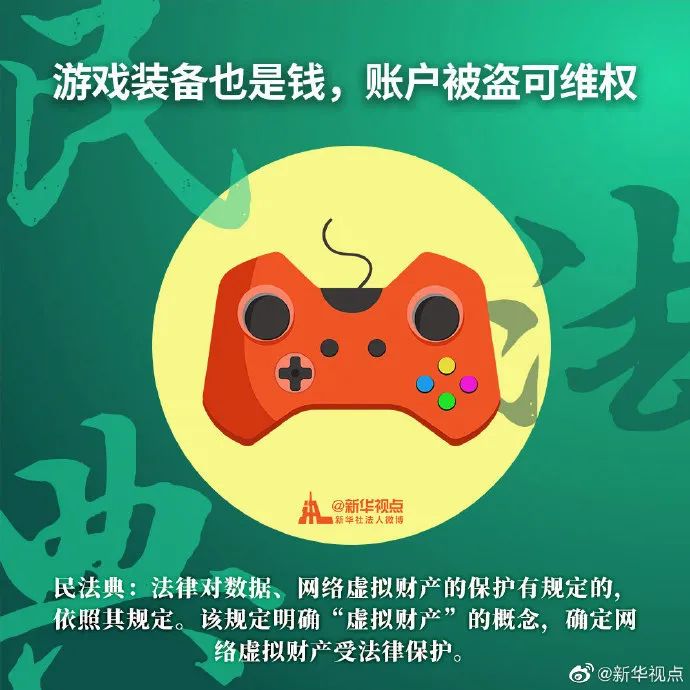 民
法
典
游戏装备也是钱，账户被盗可维权
@新华视点
新华社法人微博
民法典：法律对数据、网络虚拟财产的保护有规定的，
依照其规定。该规定明确“虚拟财产”的概念，确定网
络虚拟财产受法律保护。
@新华视点